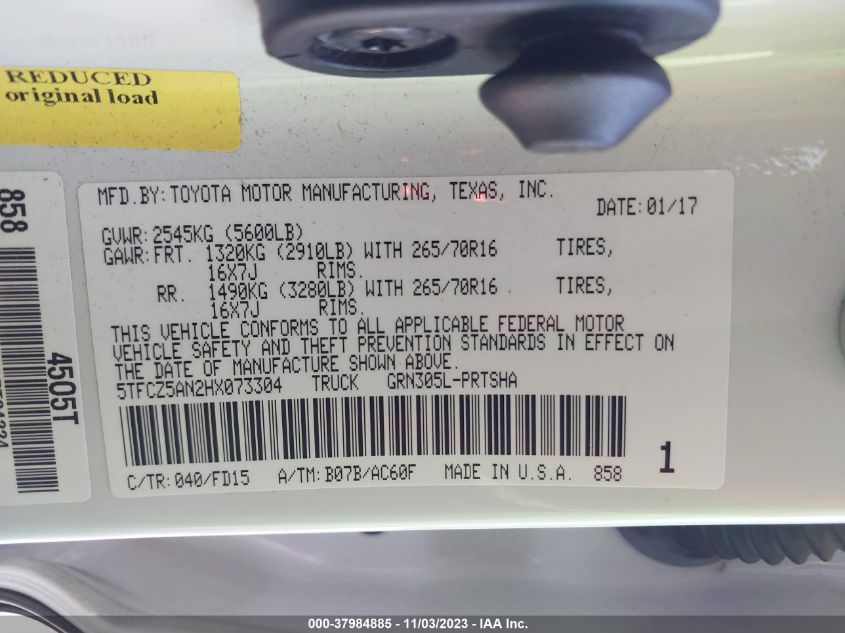 REDUCED
original load
858
4505T
MFD.BY: TOYOTA MOTOR MANUFACTURING, TEXAS, INC.
DATE: 01/17
GVWR: 2545KG (5600LB)
GAWR: FRT. 1320KG (2910LB) WITH 265/70R16 TIRES,
16X7J RIMS.
RR. 1490KG (3280LB) WITH 265/70R16 TIRES,
16X7J RIMS.
THIS VEHICLE CONFORMS TO ALL APPLICABLE FEDERAL MOTOR
VEHICLE SAFETY AND THEFT PREVENTION STANDARDS IN EFFECT ON
THE DATE OF MANUFACTURE SHOWN ABOVE.
5TFCZ5AN2HX073304 TRUCK GRN305L-PRTSHA
1
C/TR: 040/FD15 A/TM: B07B/AC60F MADE IN U.S.A. 858
000-37984885 - 11/03/2023 - IAA Inc.